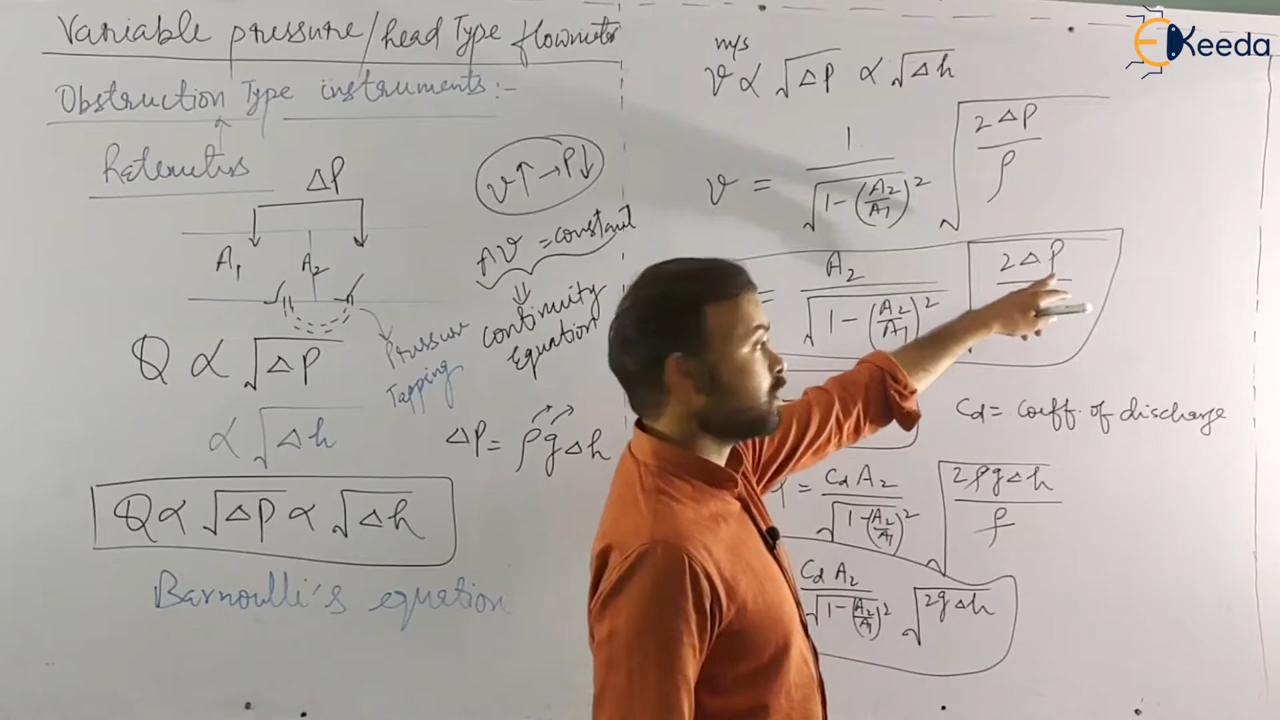 Variable pressure/head Type flowmeter
Obstruction Type instruments:-
ΔP
A₁
A₂
Q ∝ √ΔP
∝ √Δh
Q ∝ √ΔP ∝ √Δh
Barnoulli's equation
v↑ → P↓
Av = constant
continuity
Equation
Pressure
Tapping
ΔP = ρgΔh
m/s
v ∝ √ΔP ∝ √Δh
v = 1/√(1-(A₂/A₁)²) √(2ΔP/ρ)
= A₂/√(1-(A₂/A₁)²) √(2ΔP
Cd = coeff. of discharge
= CdA₂/√(1-(A₂/A₁)²) √(2ρgΔh/ρ)
CdA₂/√(1-(A₂/A₁)²) √(2gΔh)
EKeeda